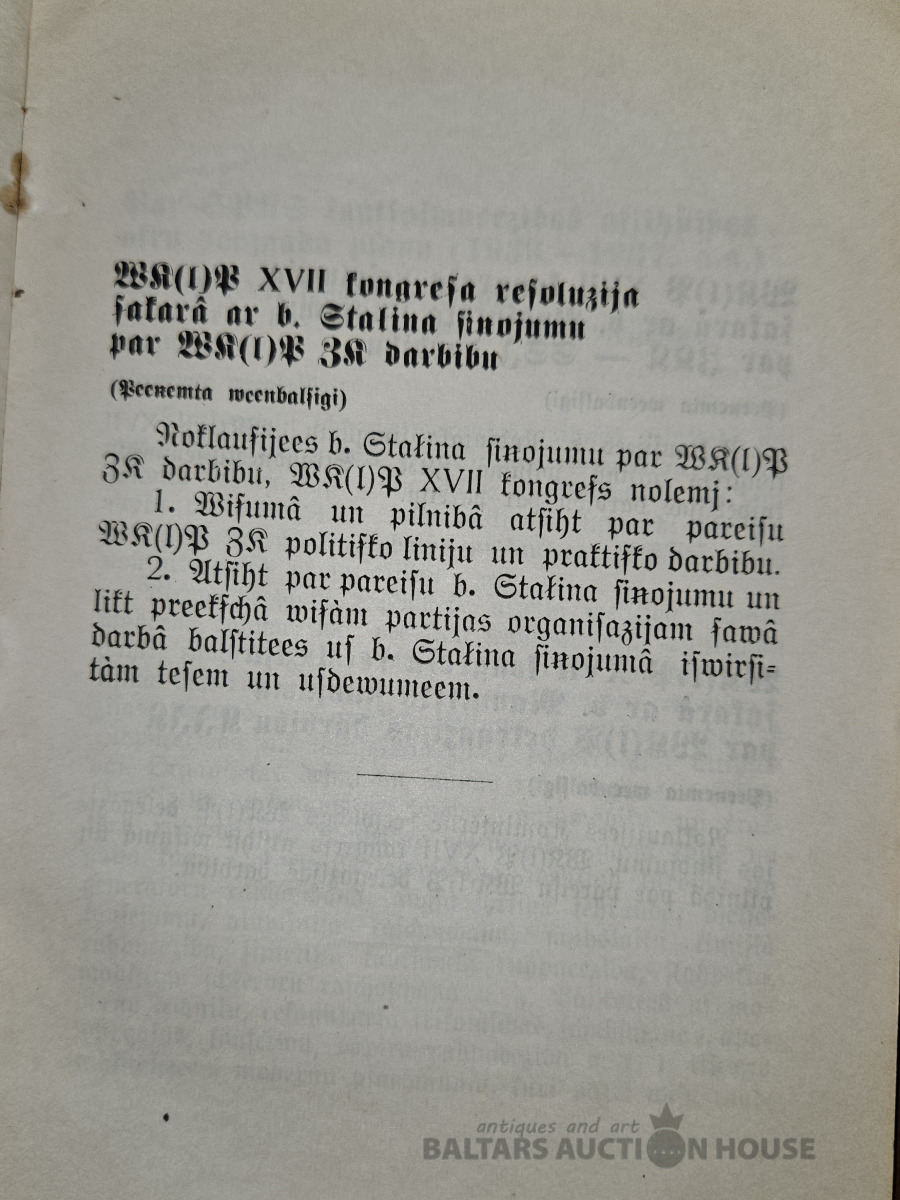 WK(l)P XVII kongreſa reſoluzija
ſakarâ ar b. Staļina ſiņojumu
par WK(l)P ZK darbibu
(Peeņemta weenbalſigi)
Noklauſijees b. Staļina ſiņojumu par WK(l)P
ZK darbibu, WK(l)P XVII kongreſs nolemj:
1. Wiſumâ un pilnibâ atſiht par pareiſu
WK(l)P ZK politiſko liniju un praktiſko darbibu.
2. Atſiht par pareiſu b. Staļina ſiņojumu un
likt preekſchâ wiſàm partijas organiſazijam ſawâ
darbâ balſtitees uſ b. Staļina ſiņojumâ iſwirſi-
tàm teſem un uſdewumeem.
antiques and art
BALTARS AUCTION HOUSE